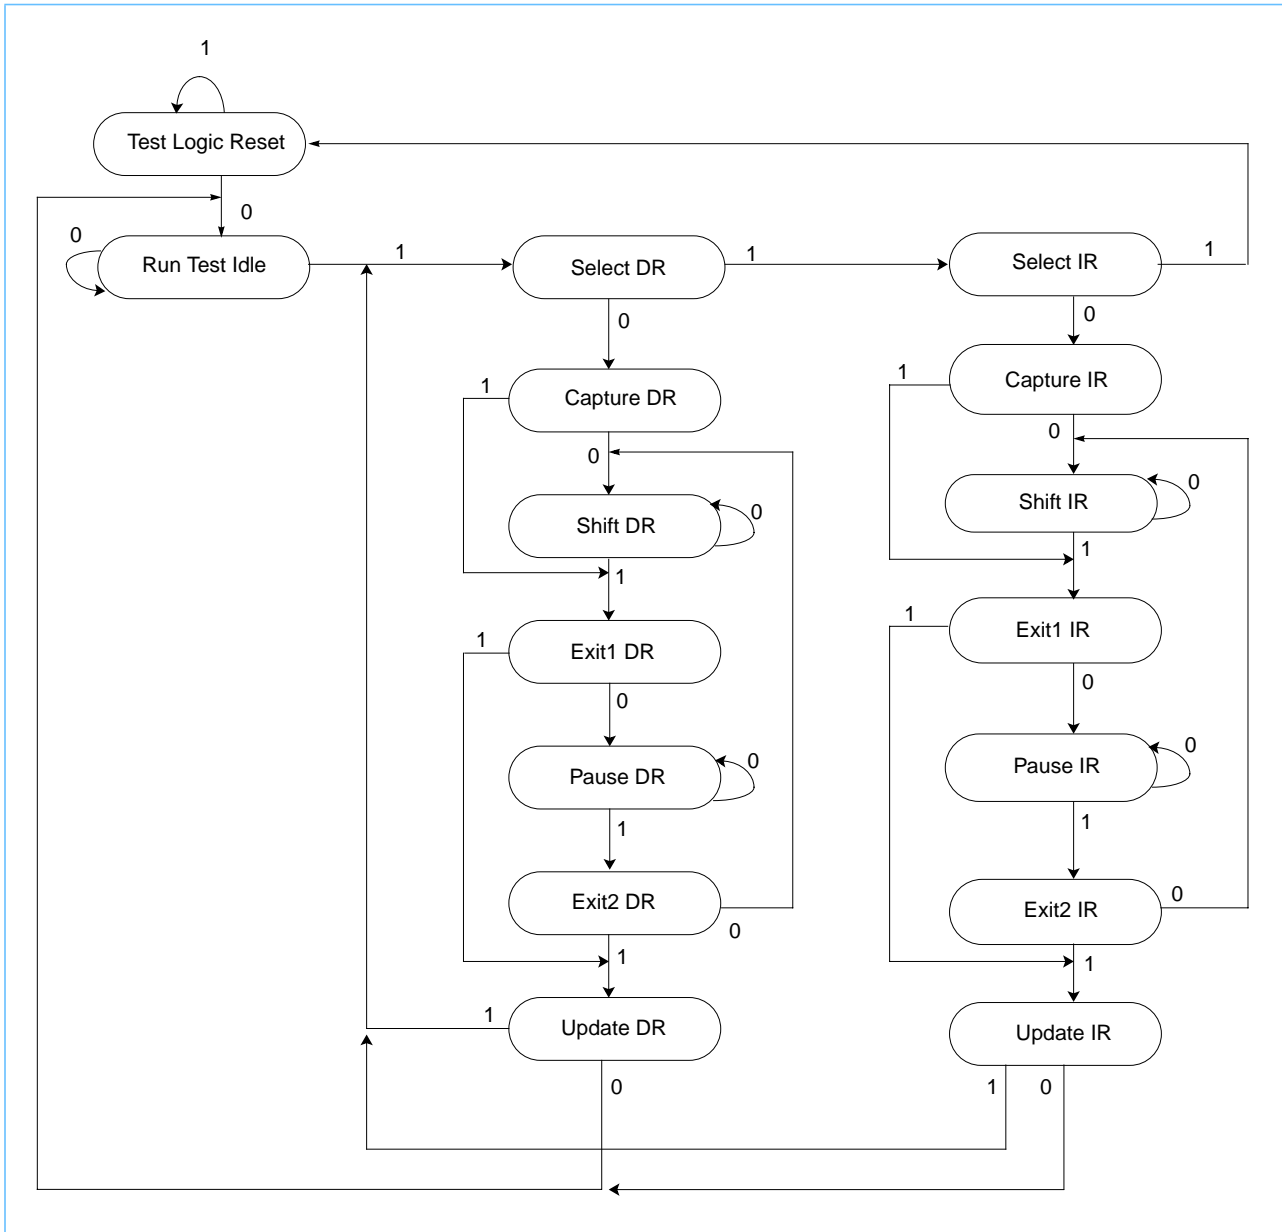 1
Test Logic Reset
0
0
Run Test Idle
1
Select DR
1
Select IR
1
0
0
1
Capture DR
1
Capture IR
0
0
Shift DR
0
Shift IR
0
1
1
1
Exit1 DR
1
Exit1 IR
0
0
Pause DR
0
Pause IR
0
1
1
Exit2 DR
0
Exit2 IR
0
1
1
1
Update DR
Update IR
0
1
0